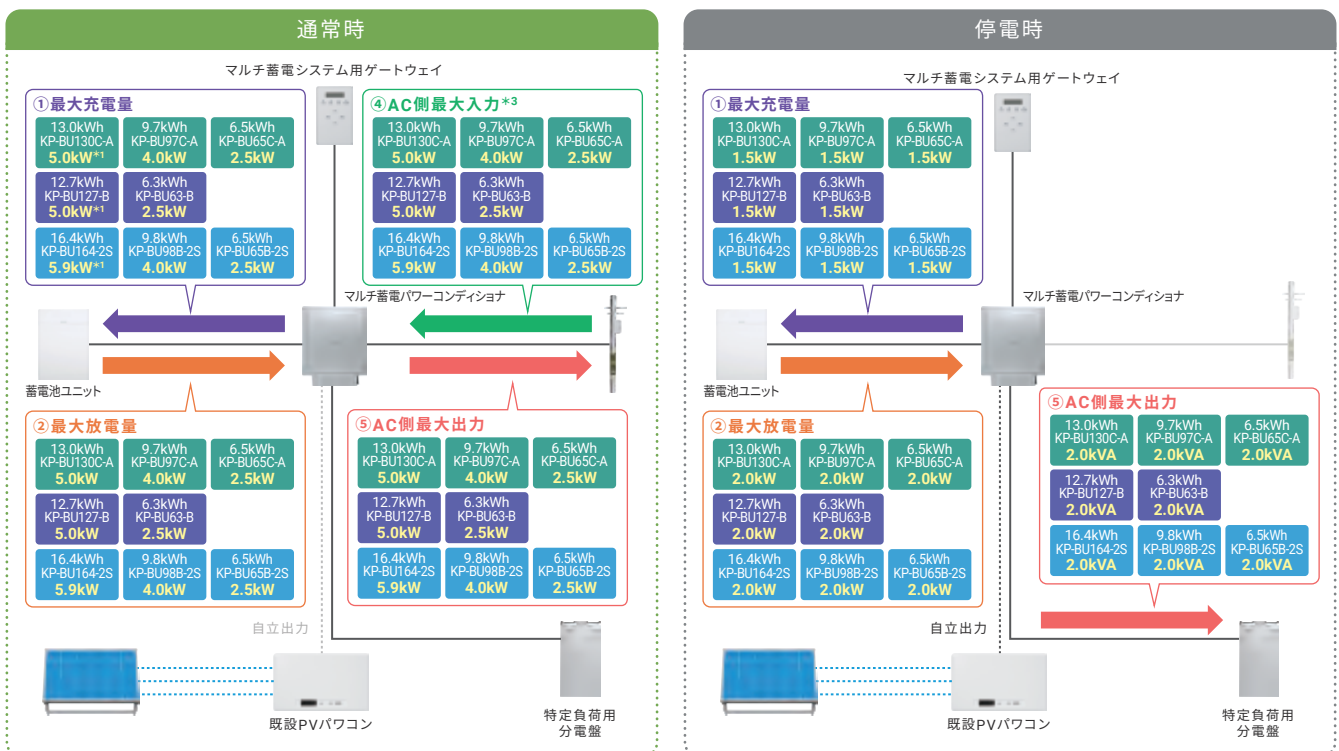 通常時
マルチ蓄電システム用ゲートウェイ
①最大充電量
13.0kWh
KP-BU130C-A
5.0kW*1
9.7kWh
KP-BU97C-A
4.0kW
6.5kWh
KP-BU65C-A
2.5kW
12.7kWh
KP-BU127-B
5.0kW*1
6.3kWh
KP-BU63-B
2.5kW
16.4kWh
KP-BU164-2S
5.9kW*1
9.8kWh
KP-BU98B-2S
4.0kW
6.5kWh
KP-BU65B-2S
2.5kW
④AC側最大入力*3
13.0kWh
KP-BU130C-A
5.0kW
9.7kWh
KP-BU97C-A
4.0kW
6.5kWh
KP-BU65C-A
2.5kW
12.7kWh
KP-BU127-B
5.0kW
6.3kWh
KP-BU63-B
2.5kW
16.4kWh
KP-BU164-2S
5.9kW
9.8kWh
KP-BU98B-2S
4.0kW
6.5kWh
KP-BU65B-2S
2.5kW
マルチ蓄電パワーコンディショナ
蓄電池ユニット
②最大放電量
13.0kWh
KP-BU130C-A
5.0kW
9.7kWh
KP-BU97C-A
4.0kW
6.5kWh
KP-BU65C-A
2.5kW
12.7kWh
KP-BU127-B
5.0kW
6.3kWh
KP-BU63-B
2.5kW
16.4kWh
KP-BU164-2S
5.9kW
9.8kWh
KP-BU98B-2S
4.0kW
6.5kWh
KP-BU65B-2S
2.5kW
⑤AC側最大出力
13.0kWh
KP-BU130C-A
5.0kW
9.7kWh
KP-BU97C-A
4.0kW
6.5kWh
KP-BU65C-A
2.5kW
12.7kWh
KP-BU127-B
5.0kW
6.3kWh
KP-BU63-B
2.5kW
16.4kWh
KP-BU164-2S
5.9kW
9.8kWh
KP-BU98B-2S
4.0kW
6.5kWh
KP-BU65B-2S
2.5kW
自立出力
既設PVパワコン
特定負荷用
分電盤
停電時
マルチ蓄電システム用ゲートウェイ
①最大充電量
13.0kWh
KP-BU130C-A
1.5kW
9.7kWh
KP-BU97C-A
1.5kW
6.5kWh
KP-BU65C-A
1.5kW
12.7kWh
KP-BU127-B
1.5kW
6.3kWh
KP-BU63-B
1.5kW
16.4kWh
KP-BU164-2S
1.5kW
9.8kWh
KP-BU98B-2S
1.5kW
6.5kWh
KP-BU65B-2S
1.5kW
マルチ蓄電パワーコンディショナ
蓄電池ユニット
②最大放電量
13.0kWh
KP-BU130C-A
2.0kW
9.7kWh
KP-BU97C-A
2.0kW
6.5kWh
KP-BU65C-A
2.0kW
12.7kWh
KP-BU127-B
2.0kW
6.3kWh
KP-BU63-B
2.0kW
16.4kWh
KP-BU164-2S
2.0kW
9.8kWh
KP-BU98B-2S
2.0kW
6.5kWh
KP-BU65B-2S
2.0kW
⑤AC側最大出力
13.0kWh
KP-BU130C-A
2.0kVA
9.7kWh
KP-BU97C-A
2.0kVA
6.5kWh
KP-BU65C-A
2.0kVA
12.7kWh
KP-BU127-B
2.0kVA
6.3kWh
KP-BU63-B
2.0kVA
16.4kWh
KP-BU164-2S
2.0kVA
9.8kWh
KP-BU98B-2S
2.0kVA
6.5kWh
KP-BU65B-2S
2.0kVA
自立出力
既設PVパワコン
特定負荷用
分電盤